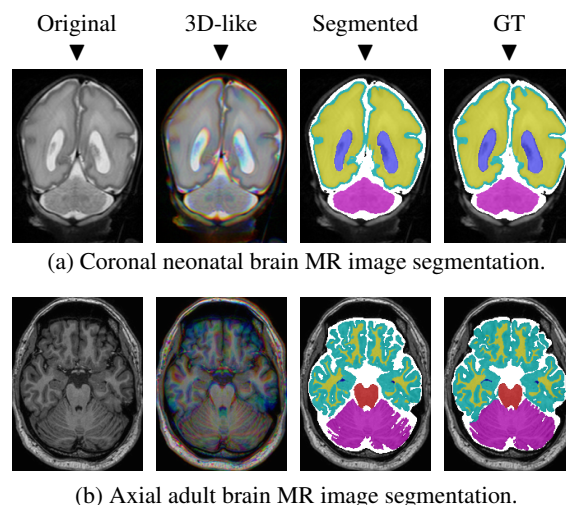 Original 3D-like Segmented GT
(a) Coronal neonatal brain MR image segmentation.
(b) Axial adult brain MR image segmentation.